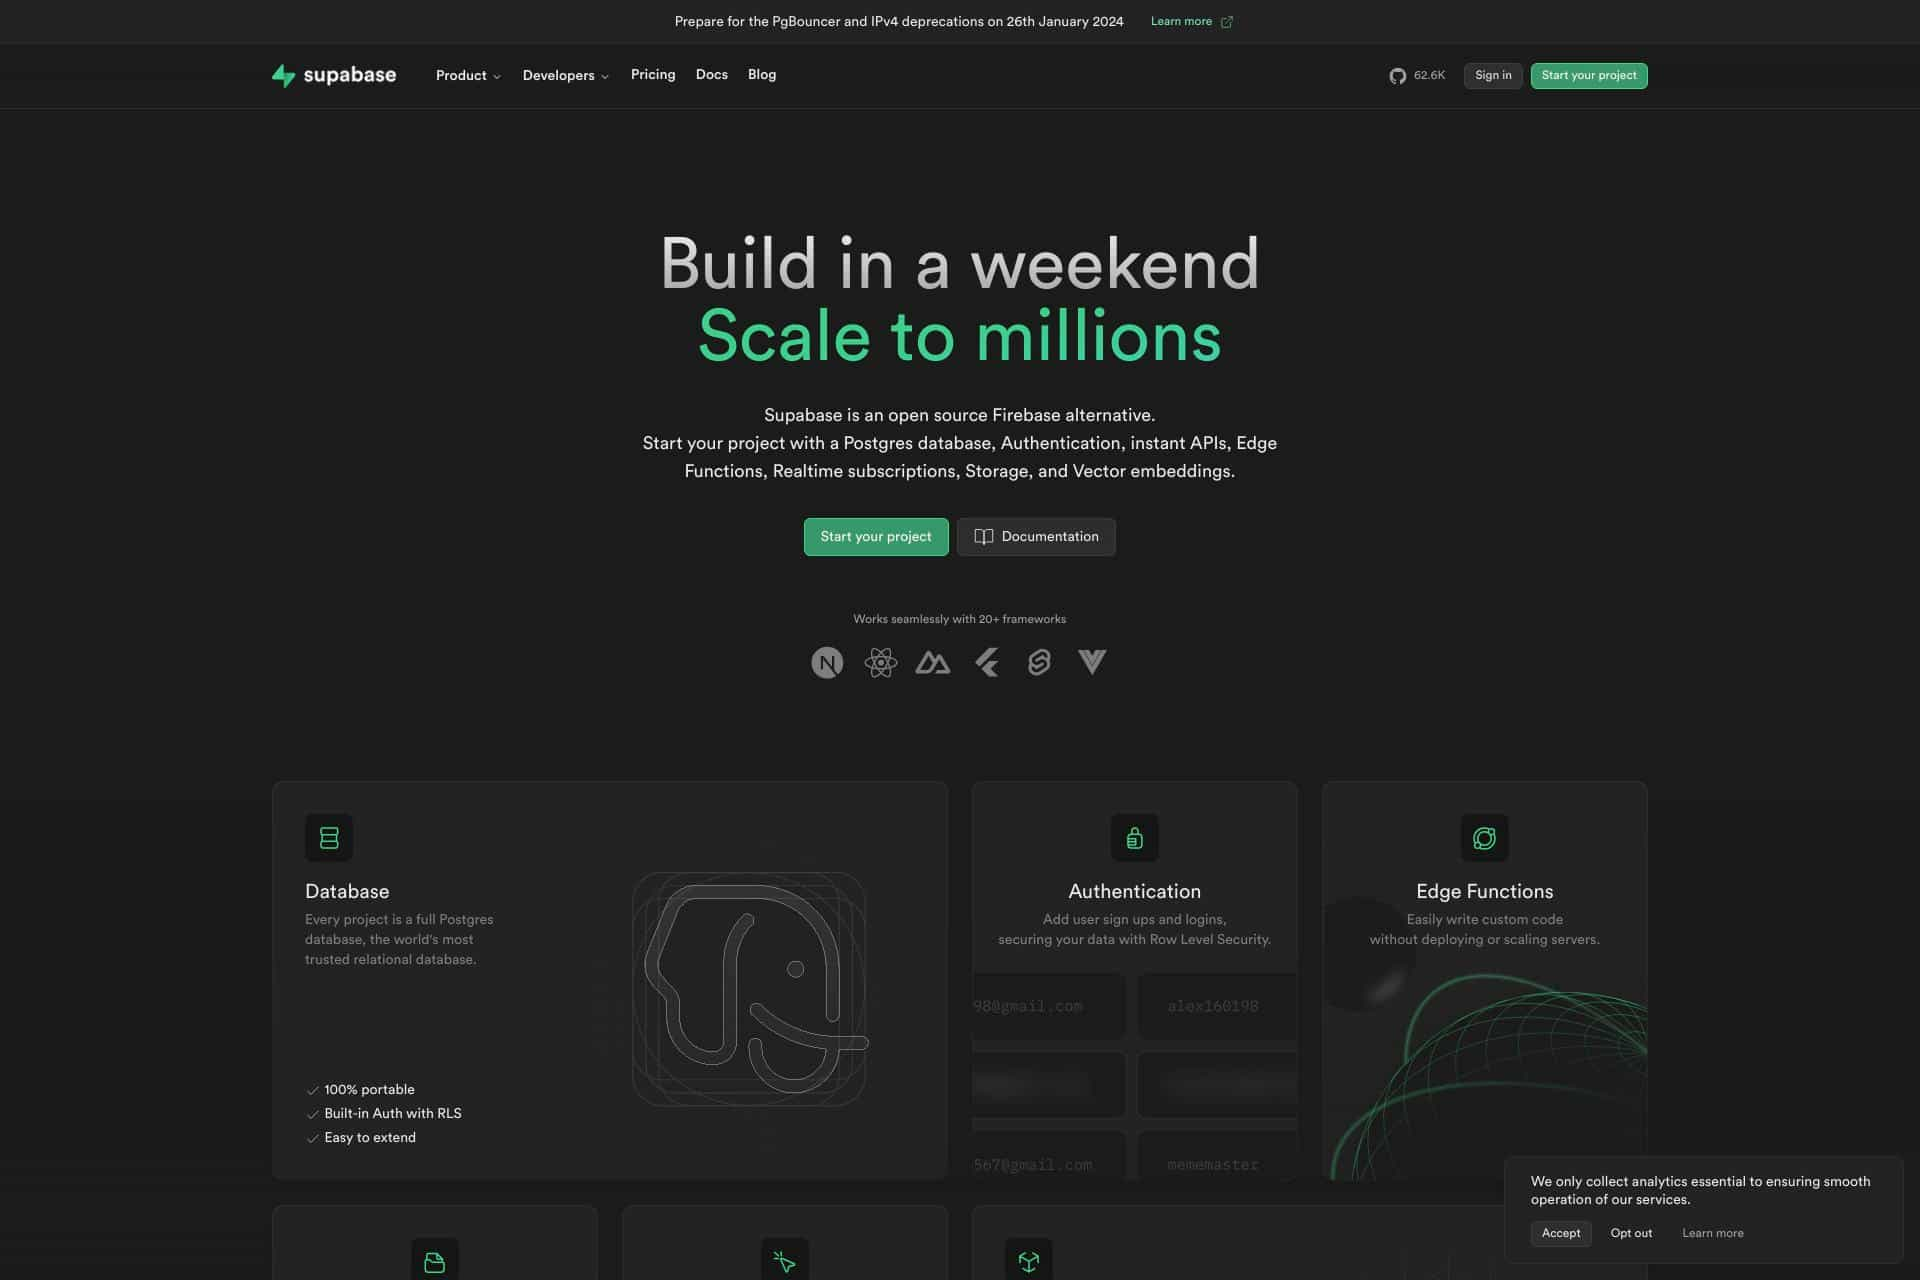 Prepare for the PgBouncer and IPv4 deprecations on 26th January 2024 Learn more
supabase Product Developers Pricing Docs Blog 62.6K Sign in Start your project
Build in a weekend
Scale to millions
Supabase is an open source Firebase alternative.
Start your project with a Postgres database, Authentication, instant APIs, Edge
Functions, Realtime subscriptions, Storage, and Vector embeddings.
Start your project Documentation
Works seamlessly with 20+ frameworks
Database
Every project is a full Postgres
database, the world's most
trusted relational database.
100% portable
Built-in Auth with RLS
Easy to extend
Authentication
Add user sign ups and logins,
securing your data with Row Level Security.
98@gmail.com alex160198
567@gmail.com mememaster
Edge Functions
Easily write custom code
without deploying or scaling servers.
We only collect analytics essential to ensuring smooth
operation of our services.
Accept Opt out Learn more